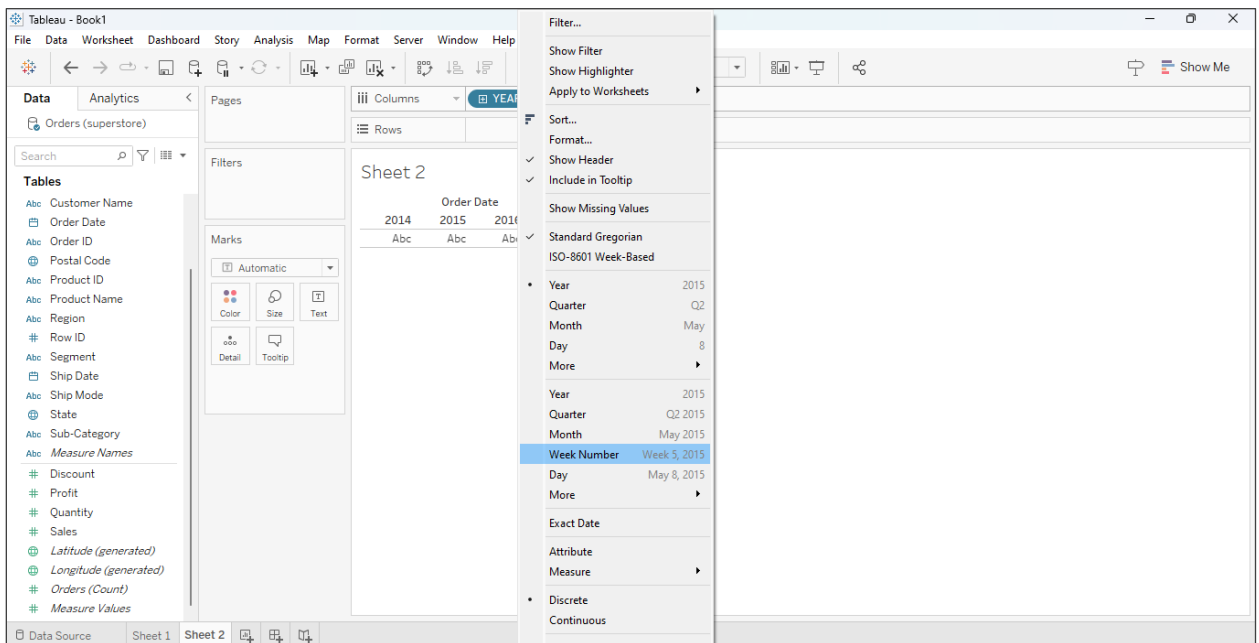 Tableau - Book1
File Data Worksheet Dashboard Story Analysis Map Format Server Window Help
Show Me
Data Analytics
Orders (superstore)
Search
Tables
Abc Customer Name
Order Date
Abc Order ID
Postal Code
Abc Product ID
Abc Product Name
Abc Region
# Row ID
Abc Segment
Ship Date
Abc Ship Mode
State
Abc Sub-Category
Abc Measure Names
# Discount
# Profit
# Quantity
# Sales
Latitude (generated)
Longitude (generated)
# Orders (Count)
# Measure Values
Pages
Filters
Marks
Automatic
Color Size Text
Detail Tooltip
Columns
Rows
Sheet 2
Order Date
2014 2015
Abc Abc
Filter...
Show Filter
Show Highlighter
Apply to Worksheets
Sort...
Format...
Show Header
Include in Tooltip
Show Missing Values
Standard Gregorian
ISO-8601 Week-Based
Year 2015
Quarter Q2
Month May
Day 8
More
Year 2015
Quarter Q2 2015
Month May 2015
Week Number Week 5, 2015
Day May 8, 2015
More
Exact Date
Attribute
Measure
Discrete
Continuous
Data Source Sheet 1 Sheet 2